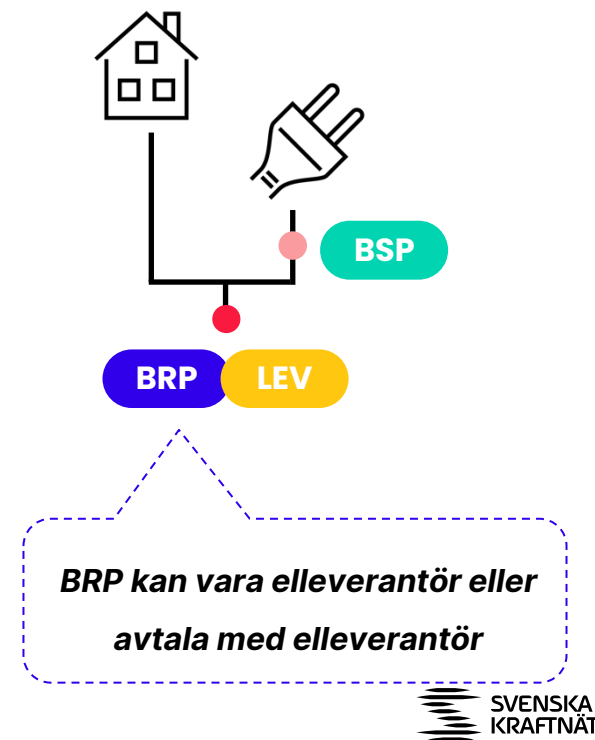 BSP
BRP
LEV
BRP kan vara elleverantör eller
avtala med elleverantör
SVENSKA
KRAFTNÄT